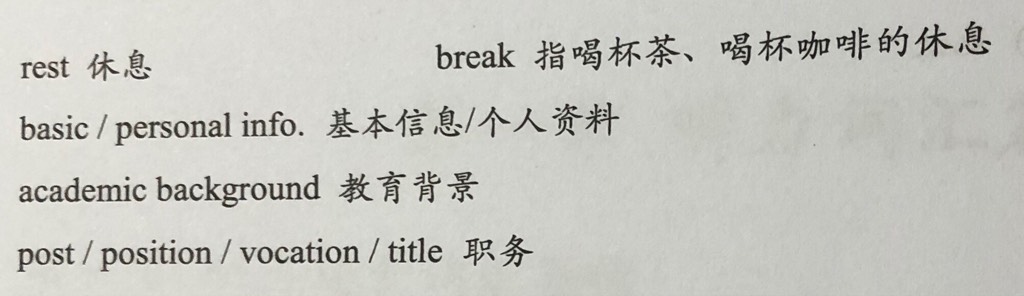 rest 休息 break 指喝杯茶、喝杯咖啡的休息
basic / personal info. 基本信息/个人资料
academic background 教育背景
post / position / vocation / title 职务